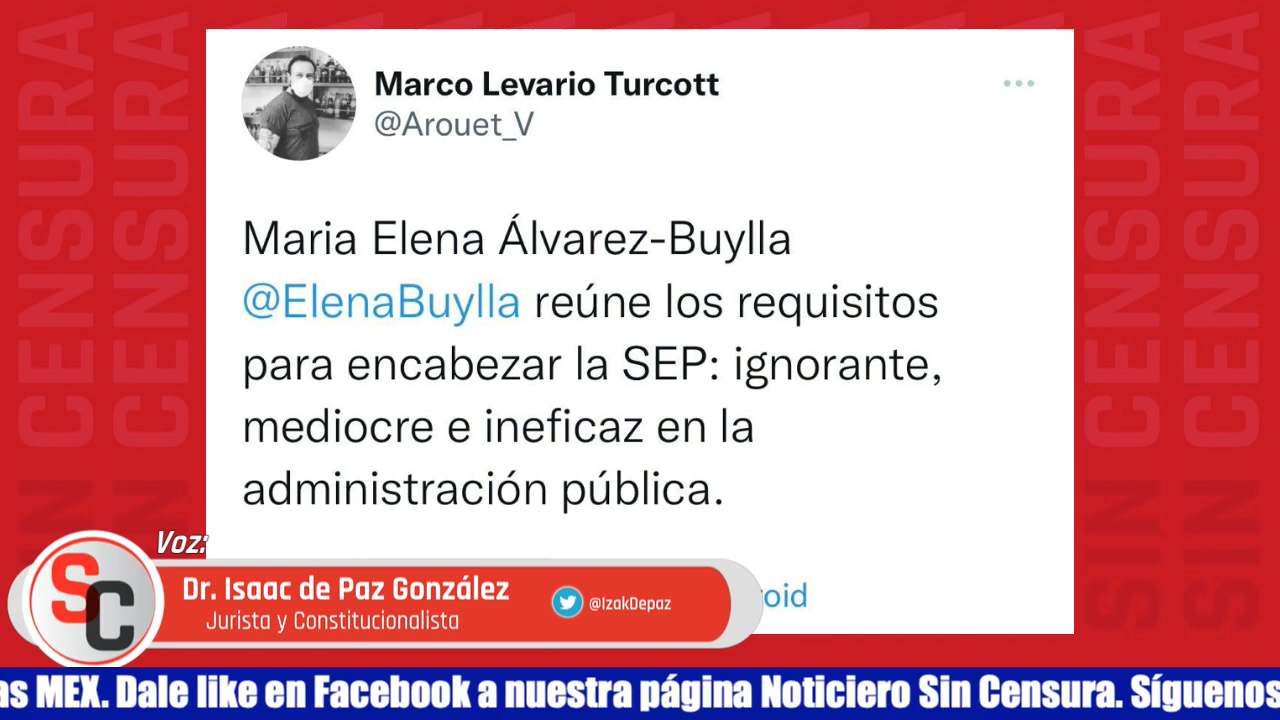 SIN CENSURA
SIN CENSURA
Marco Levario Turcott
@Arouet_V
Maria Elena Álvarez-Buylla
@ElenaBuylla reúne los requisitos
para encabezar la SEP: ignorante,
mediocre e ineficaz en la
administración pública.
oid
Voz:
SC
Dr. Isaac de Paz González
Jurista y Constitucionalista
@IzakDepaz
as MEX. Dale like en Facebook a nuestra página Noticiero Sin Censura. Síguenos
SIN CENSURA
SIN CENSURA